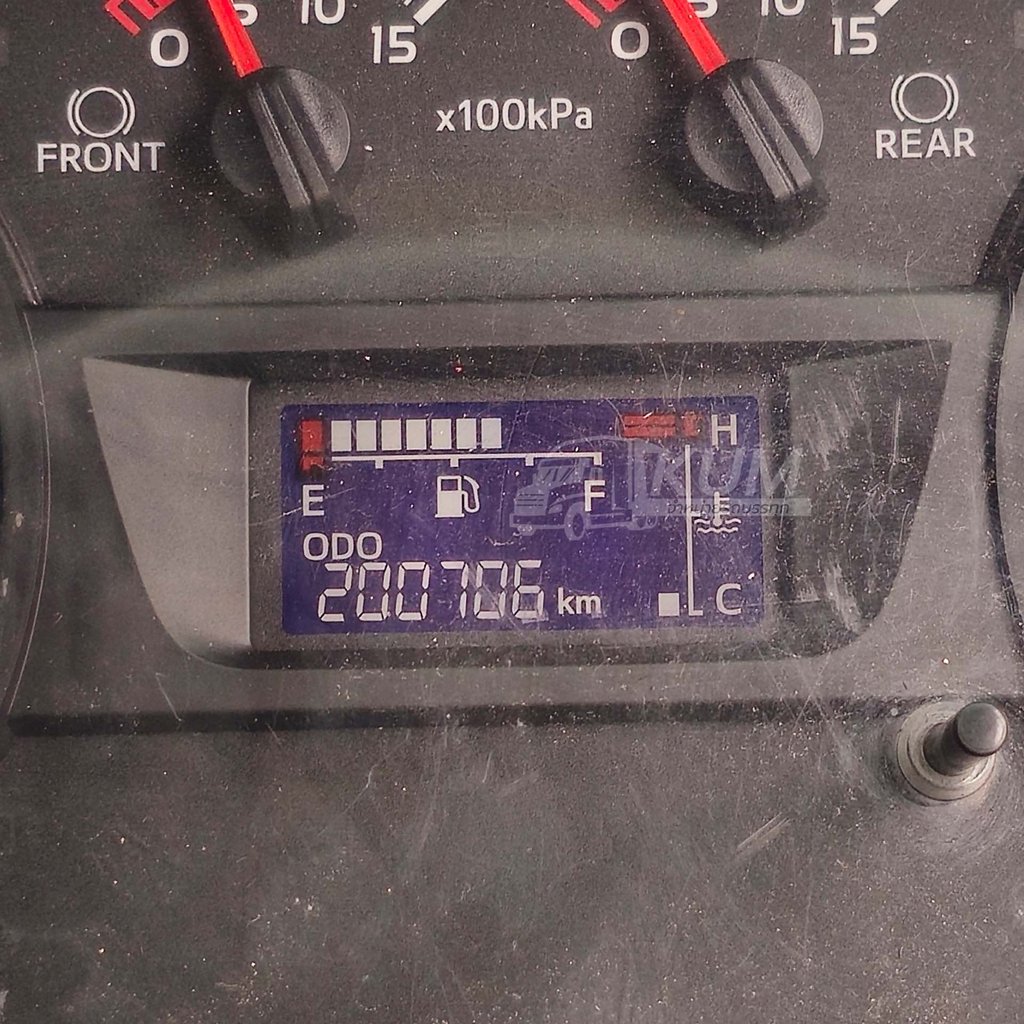 0 5 10 15
0 5 10 15
FRONT
x100kPa
REAR
H
E
F
KUM
ODO
200706 km
C